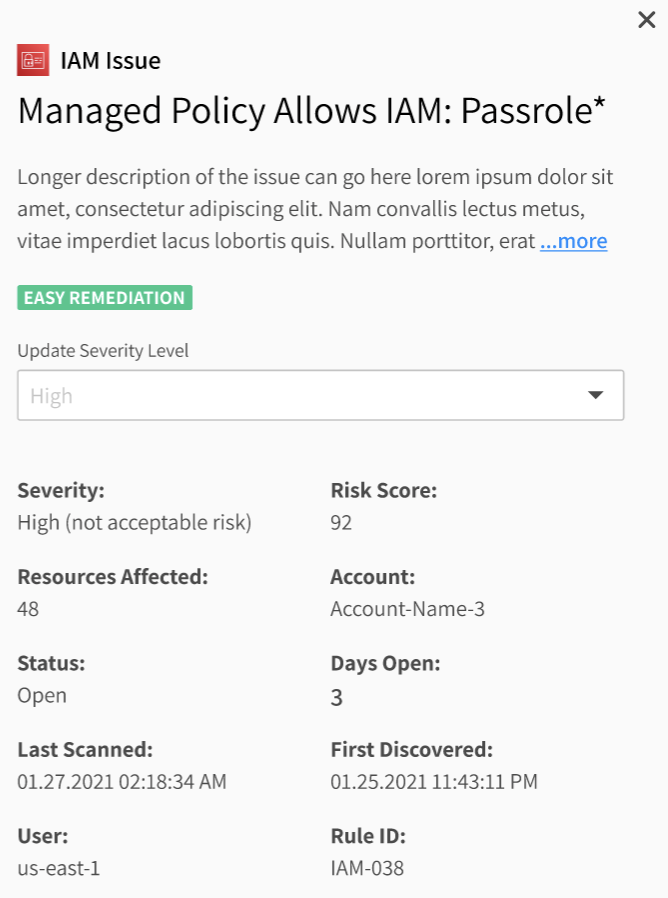 IAM Issue
Managed Policy Allows IAM: Passrole*
Longer description of the issue can go here lorem ipsum dolor sit
amet, consectetur adipiscing elit. Nam convallis lectus metus,
vitae imperdiet lacus lobortis quis. Nullam porttitor, erat ...more
EASY REMEDIATION
Update Severity Level
High
Severity: Risk Score:
High (not acceptable risk) 92
Resources Affected: Account:
48 Account-Name-3
Status: Days Open:
Open 3
Last Scanned: First Discovered:
01.27.2021 02:18:34 AM 01.25.2021 11:43:11 PM
User: Rule ID:
us-east-1 IAM-038